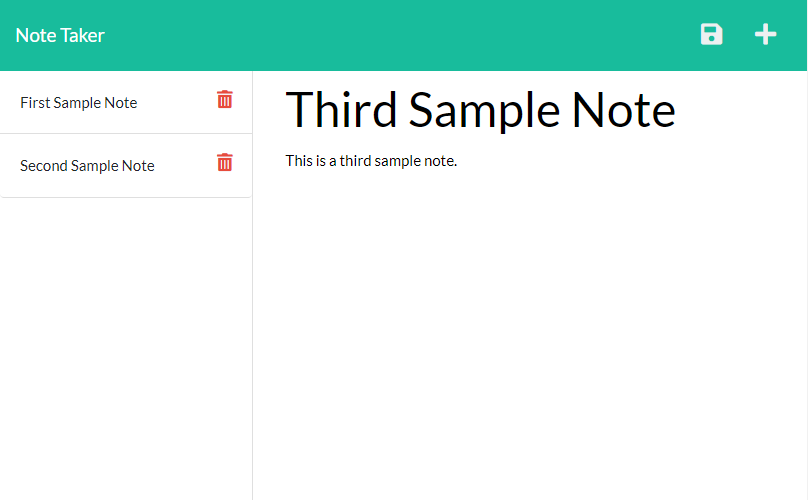 Note Taker
First Sample Note
Second Sample Note
Third Sample Note
This is a third sample note.